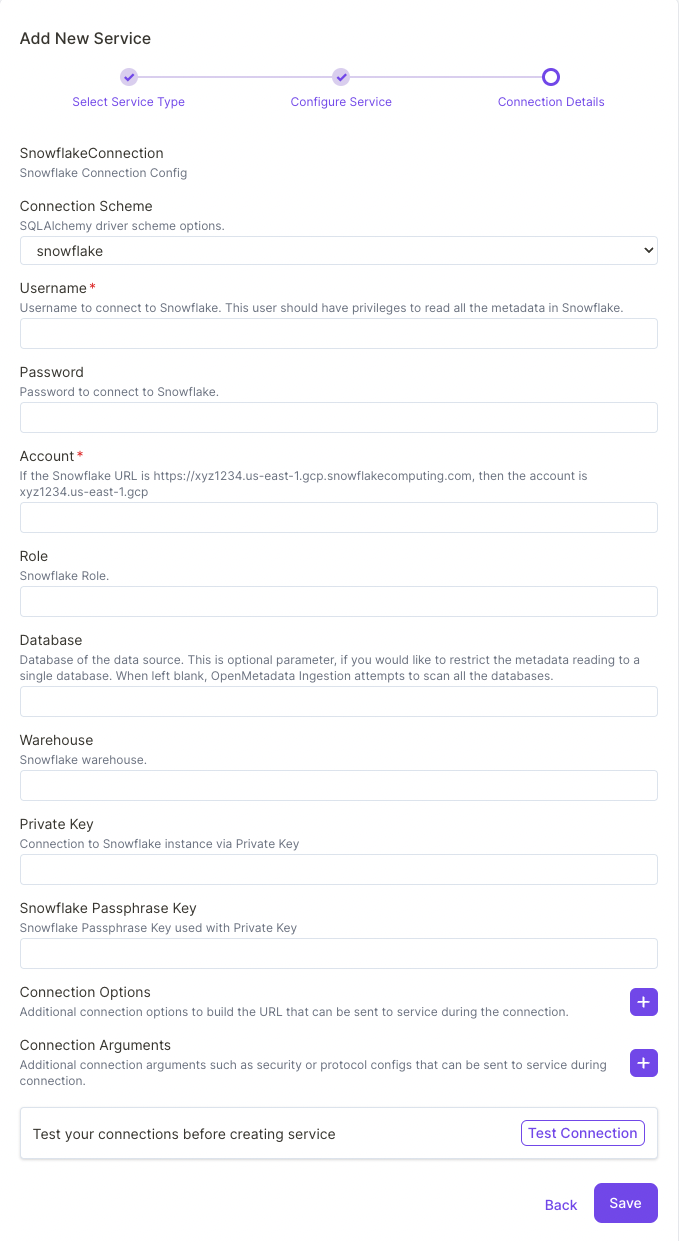 Add New Service
Select Service Type
Configure Service
Connection Details
SnowflakeConnection
Snowflake Connection Config
Connection Scheme
SQLAlchemy driver scheme options.
snowflake
Username*
Username to connect to Snowflake. This user should have privileges to read all the metadata in Snowflake.
Password
Password to connect to Snowflake.
Account*
If the Snowflake URL is https://xyz1234.us-east-1.gcp.snowflakecomputing.com, then the account is
xyz1234.us-east-1.gcp
Role
Snowflake Role.
Database
Database of the data source. This is optional parameter, if you would like to restrict the metadata reading to a
single database. When left blank, OpenMetadata Ingestion attempts to scan all the databases.
Warehouse
Snowflake warehouse.
Private Key
Connection to Snowflake instance via Private Key
Snowflake Passphrase Key
Snowflake Passphrase Key used with Private Key
Connection Options
Additional connection options to build the URL that can be sent to service during the connection.
Connection Arguments
Additional connection arguments such as security or protocol configs that can be sent to service during
connection.
Test your connections before creating service
Test Connection
Back
Save